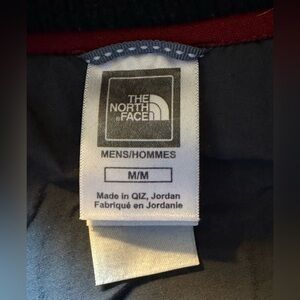 THE
NORTH
FACE
MENS/HOMMES
M/M
Made in QIZ, Jordan
Fabriqué en Jordanie